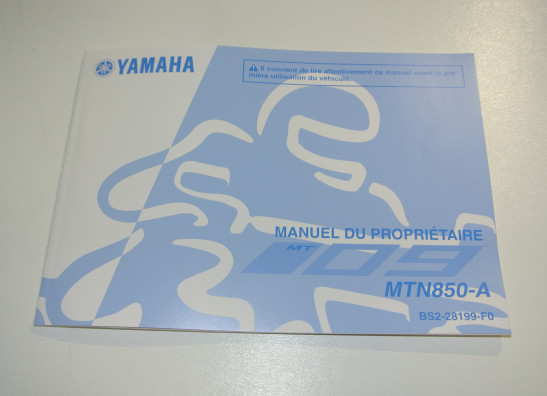 YAMAHA
Il convient de lire attentivement ce manuel avant la pre-
mière utilisation du véhicule.
MANUEL DU PROPRIÉTAIRE
MT 09
MTN850-A
BS2-28199-F0